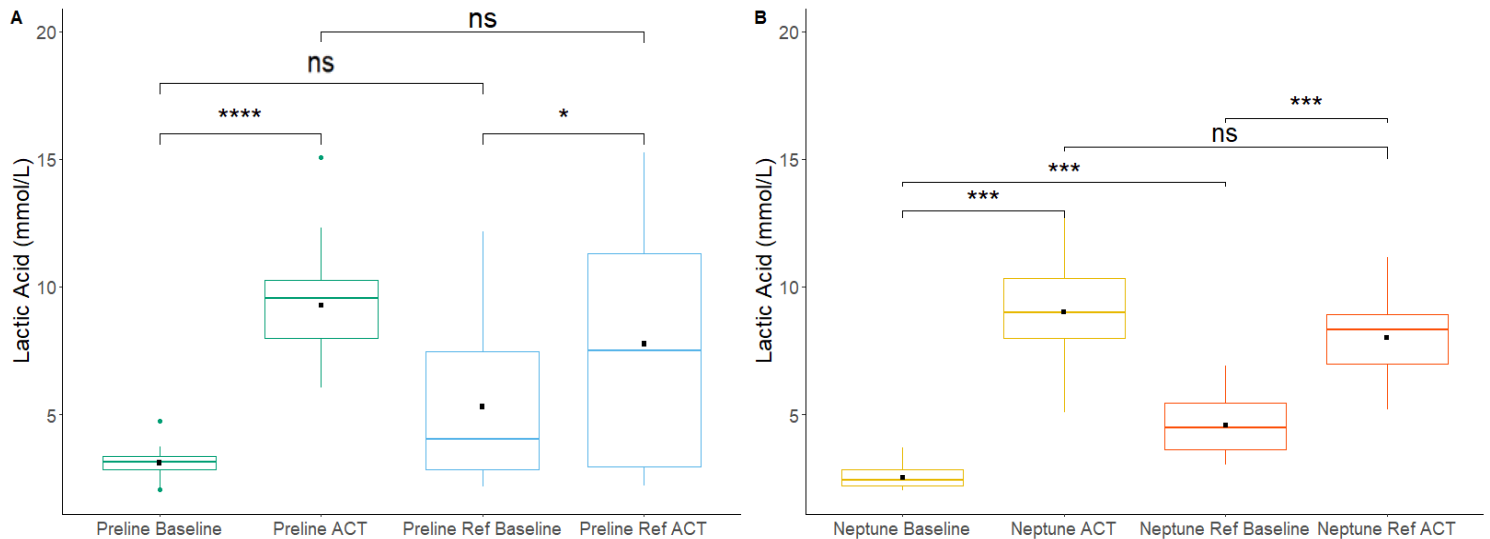 A
Lactic Acid (mmol/L)
20
15
10
5
ns
ns
****
*
Preline Baseline
Preline ACT
Preline Ref Baseline
Preline Ref ACT
B
Lactic Acid (mmol/L)
20
15
10
5
***
ns
***
***
Neptune Baseline
Neptune ACT
Neptune Ref Baseline
Neptune Ref ACT